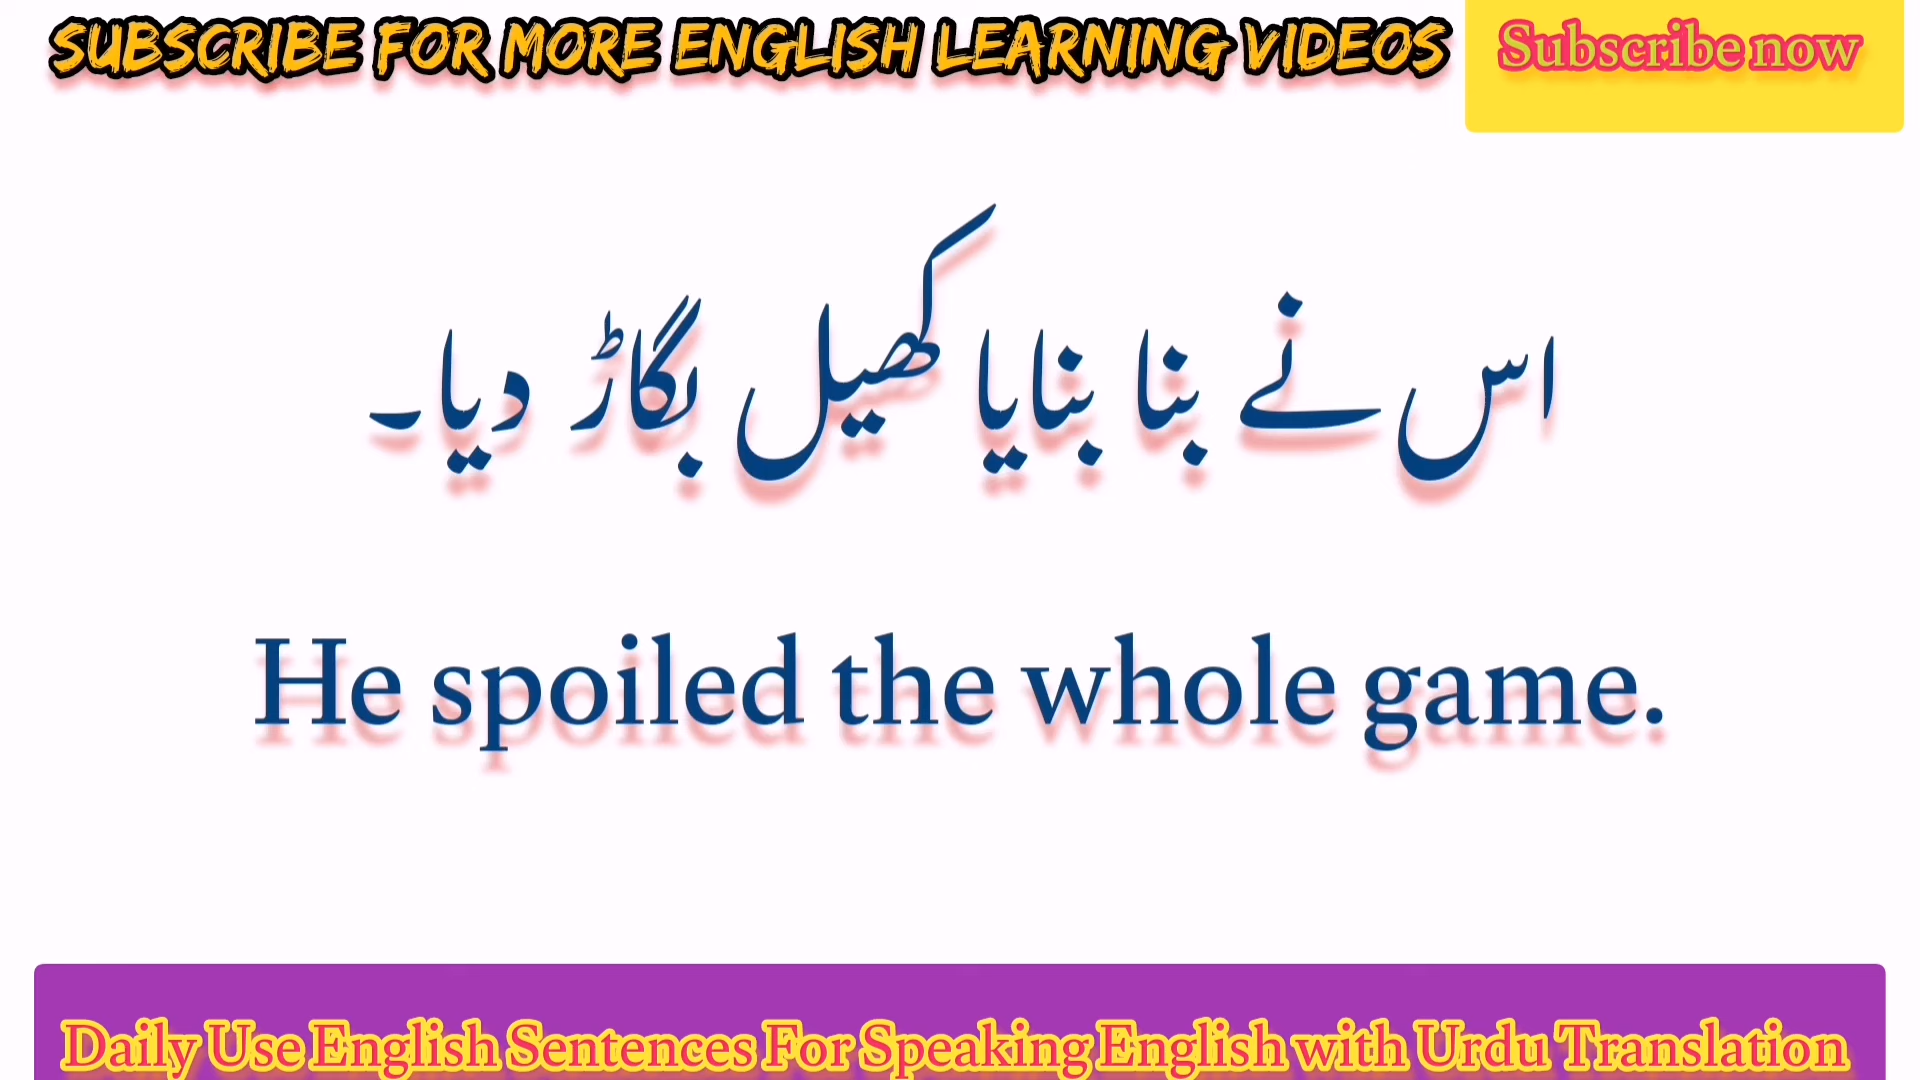 SUBSCRIBE FOR MORE ENGLISH LEARNING VIDEOS
Subscribe now
اس نے بنا بنایا کھیل بگاڑ دیا۔
He spoiled the whole game.
Daily Use English Sentences For Speaking English with Urdu Translation